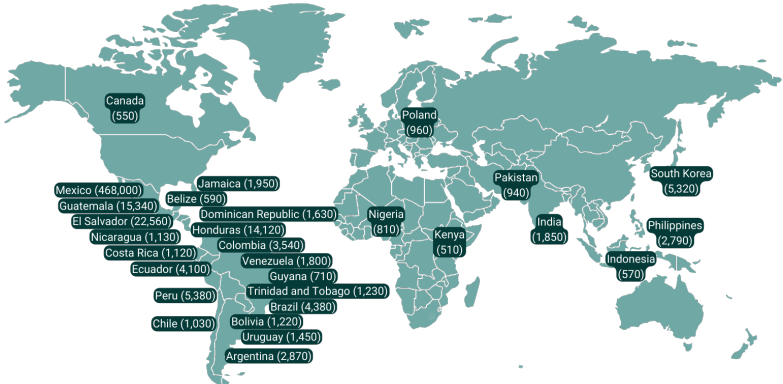 Canada
(550)
Poland
(960)
South Korea
(5,320)
Pakistan
(940)
Jamaica (1,950)
Mexico (468,000)
Belize (590)
Guatemala (15,340)
Dominican Republic (1,630)
Nigeria
(810)
El Salvador (22,560)
India
(1,850)
Philippines
(2,790)
Honduras (14,120)
Kenya
(510)
Nicaragua (1,130)
Colombia (3,540)
Costa Rica (1,120)
Venezuela (1,800)
Indonesia
(570)
Ecuador (4,100)
Guyana (710)
Trinidad and Tobago (1,230)
Peru (5,380)
Brazil (4,380)
Chile (1,030)
Bolivia (1,220)
Uruguay (1,450)
Argentina (2,870)